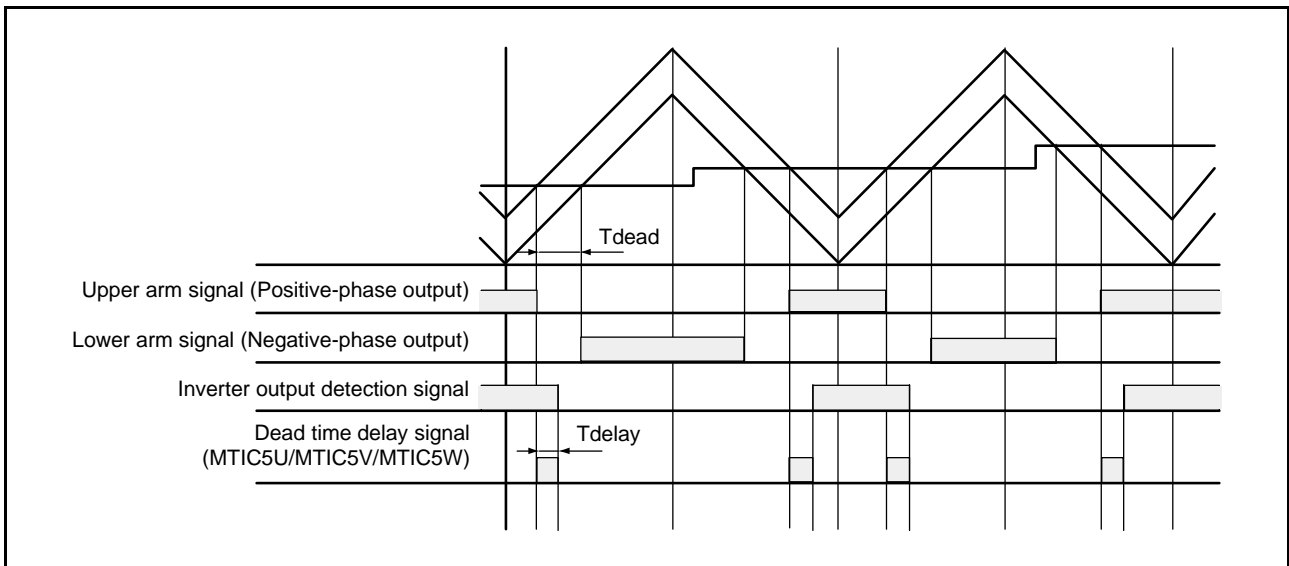 Tdead
Upper arm signal (Positive-phase output)
Lower arm signal (Negative-phase output)
Inverter output detection signal
Dead time delay signal
(MTIC5U/MTIC5V/MTIC5W)
Tdelay